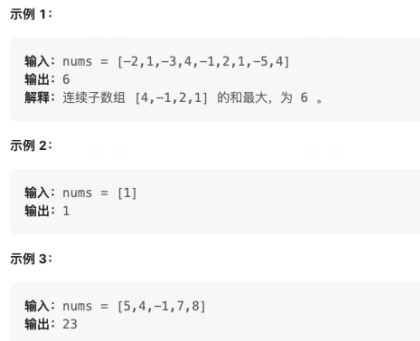 示例 1：
输入：nums = [-2,1,-3,4,-1,2,1,-5,4]
输出：6
解释：连续子数组 [4,-1,2,1] 的和最大，为 6 。
示例 2：
输入：nums = [1]
输出：1
示例 3：
输入：nums = [5,4,-1,7,8]
输出：23